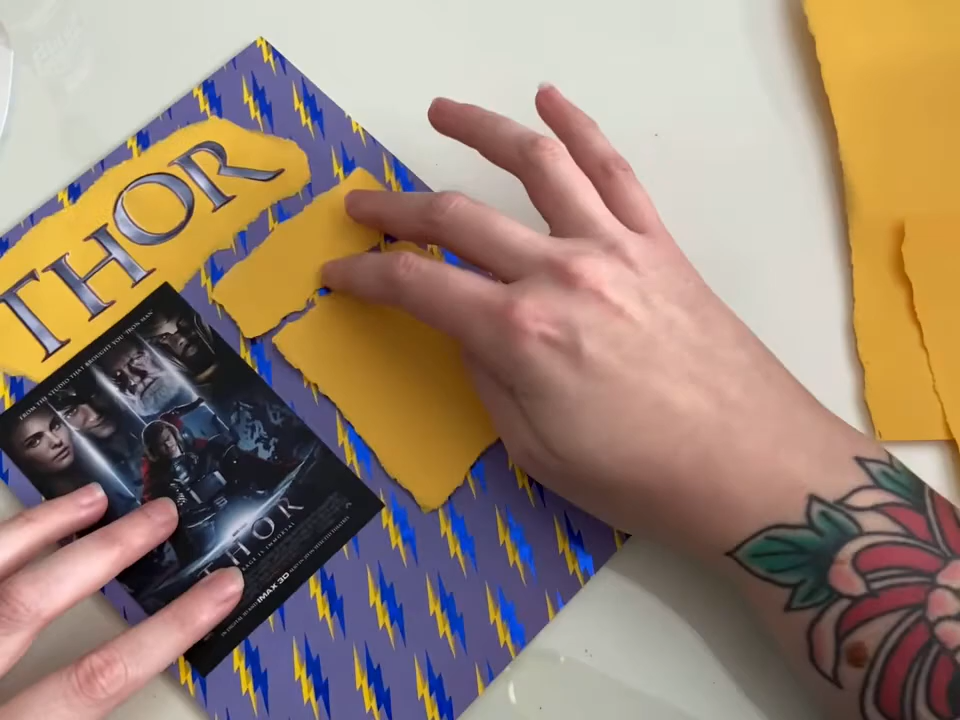 THOR
FROM THE STUDIO THAT BROUGHT YOU IRON MAN
THOR
IMAX 3D